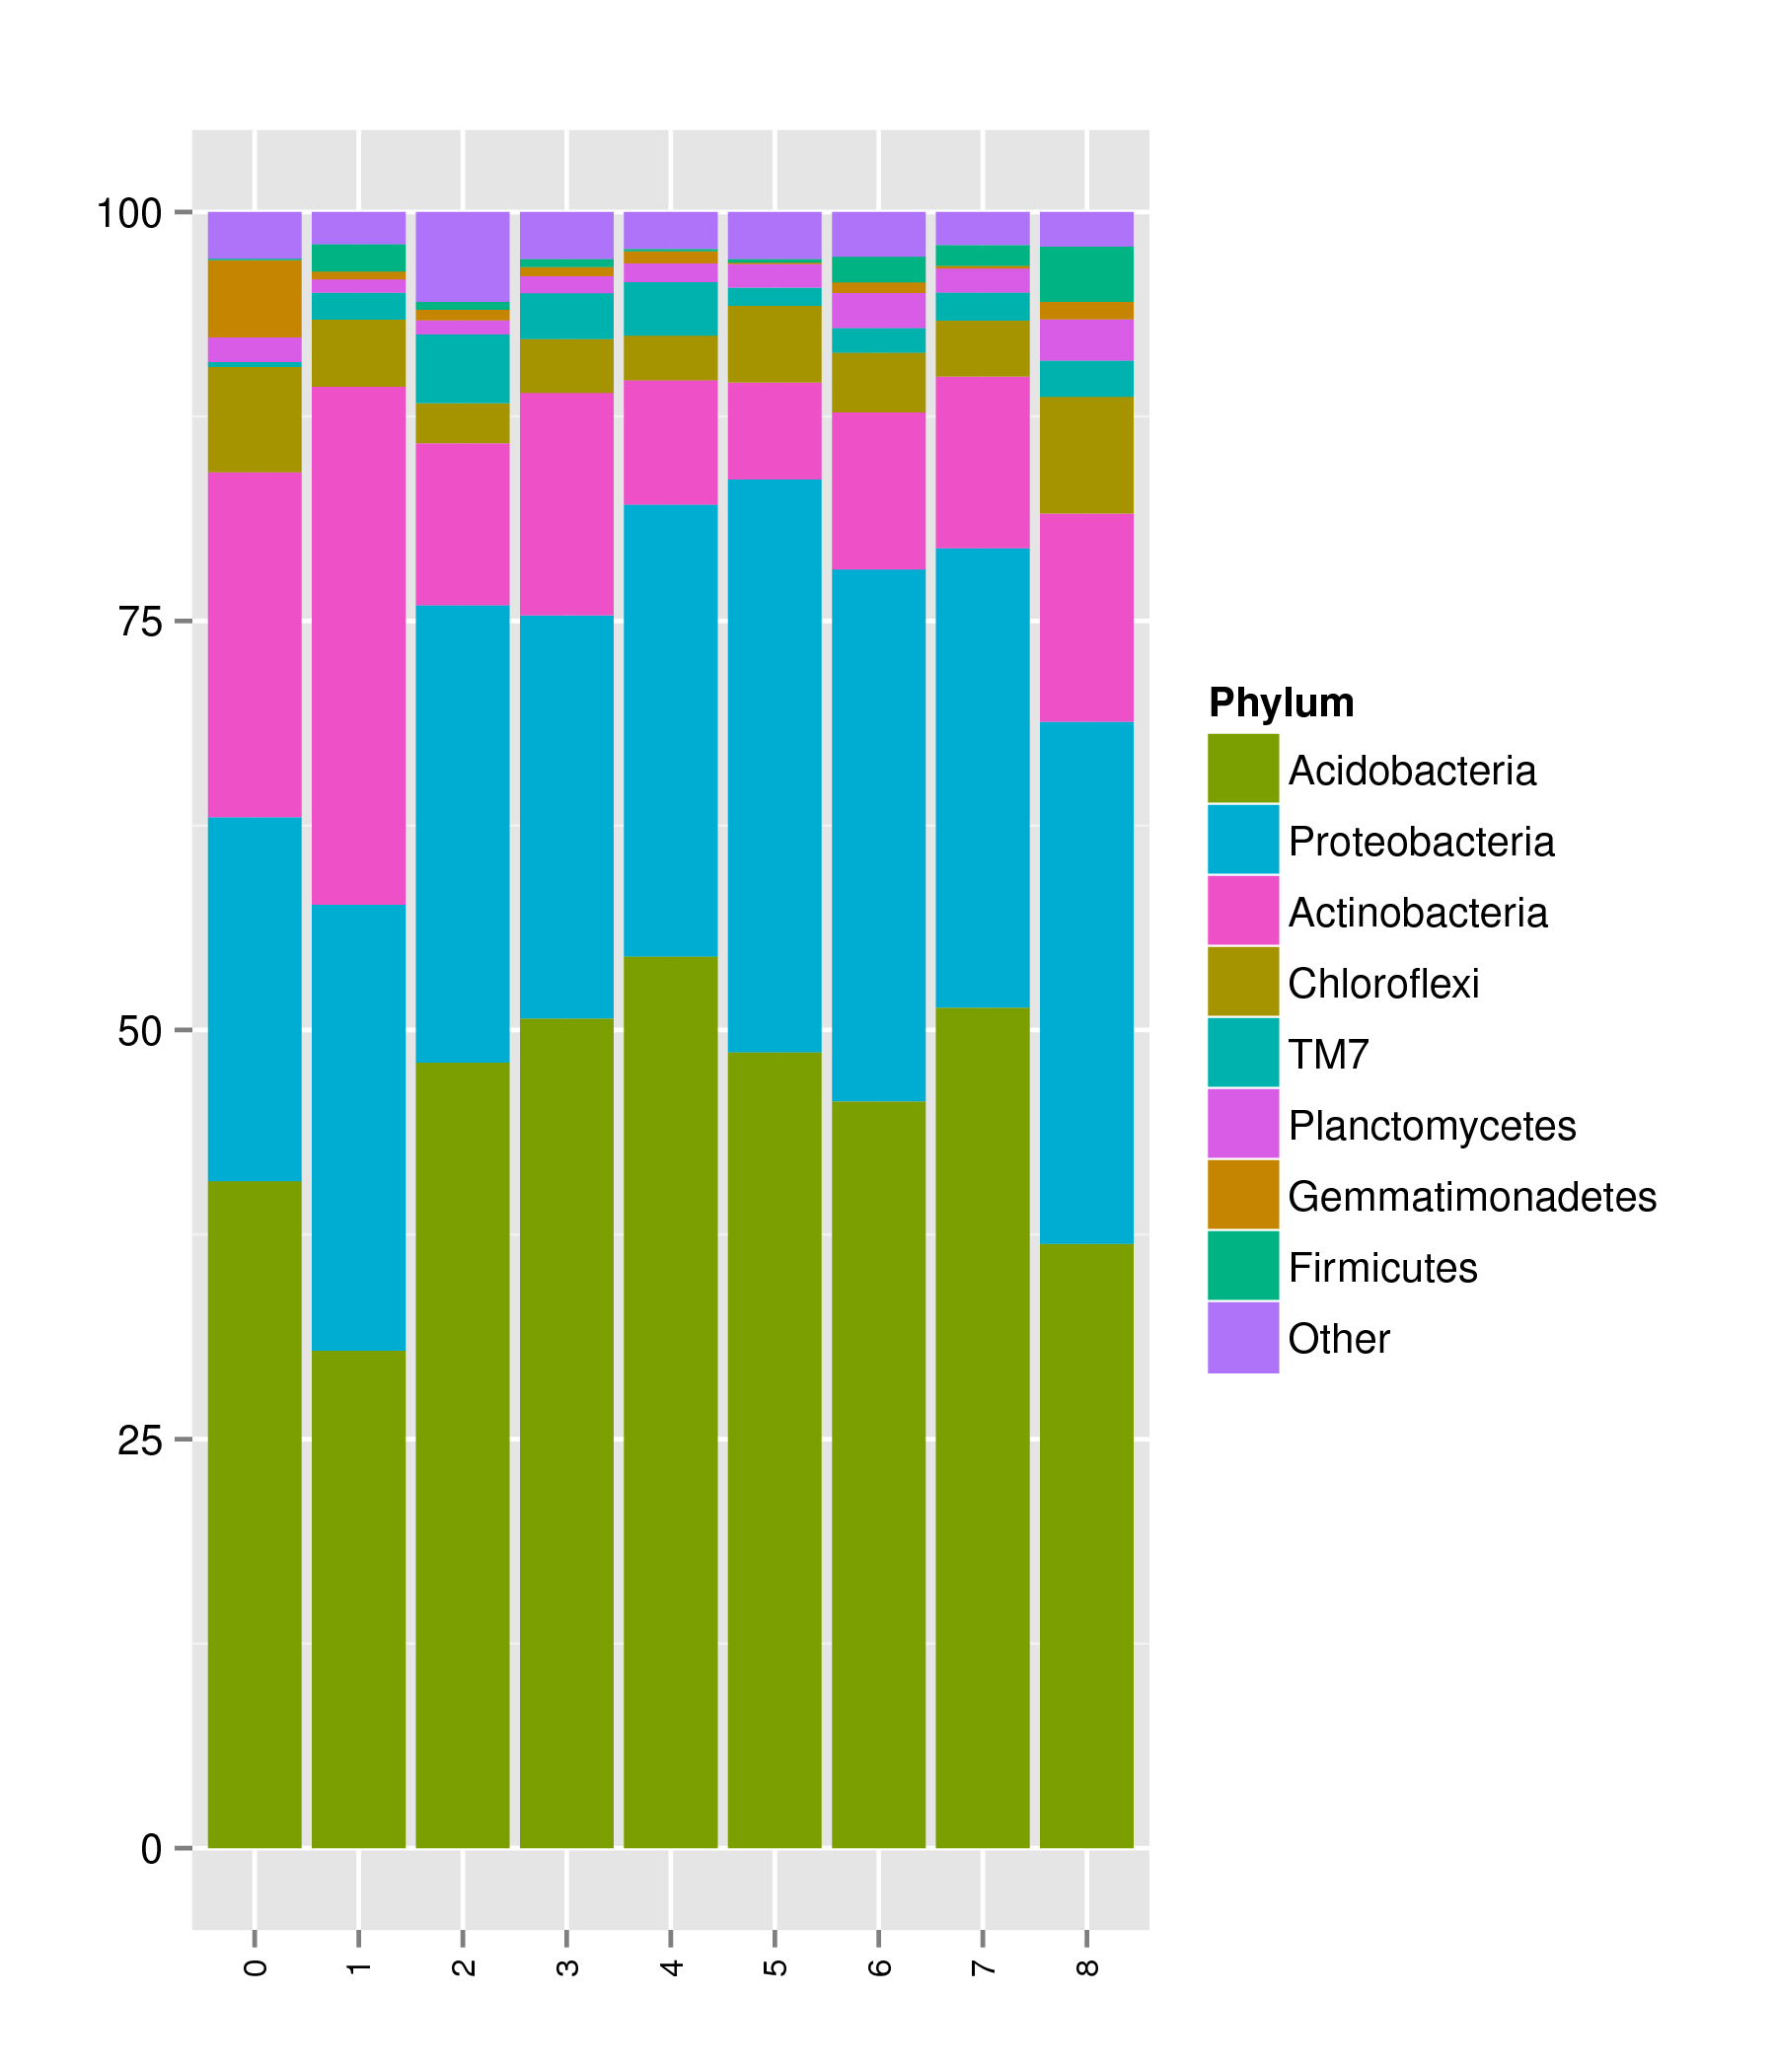 100
75
50
25
0
0 1 2 3 4 5 6 7 8
Phylum
Acidobacteria
Proteobacteria
Actinobacteria
Chloroflexi
TM7
Planctomycetes
Gemmatimonadetes
Firmicutes
Other